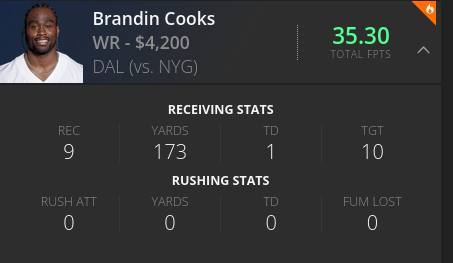 Brandin Cooks
WR - $4,200
DAL (vs. NYG)
35.30
TOTAL FPTS
RECEIVING STATS
REC YARDS TD TGT
9 173 1 10
RUSHING STATS
RUSH ATT YARDS TD FUM LOST
0 0 0 0